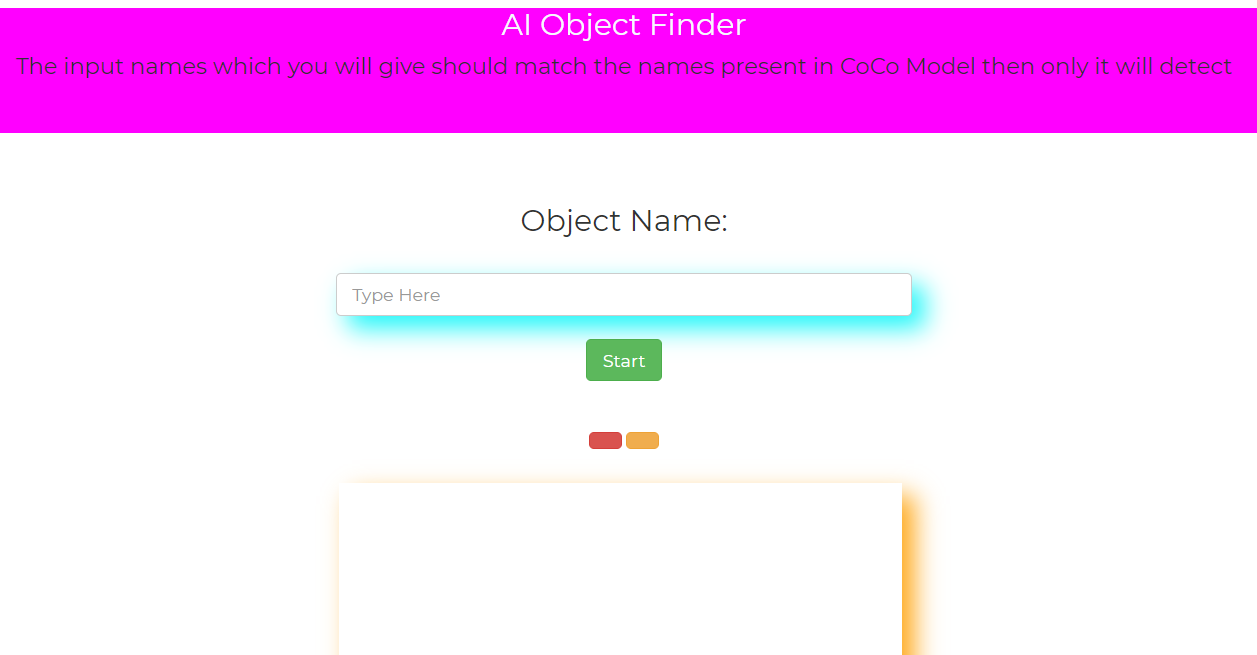 AI Object Finder
The input names which you will give should match the names present in CoCo Model then only it will detect
Object Name:
Type Here
Start